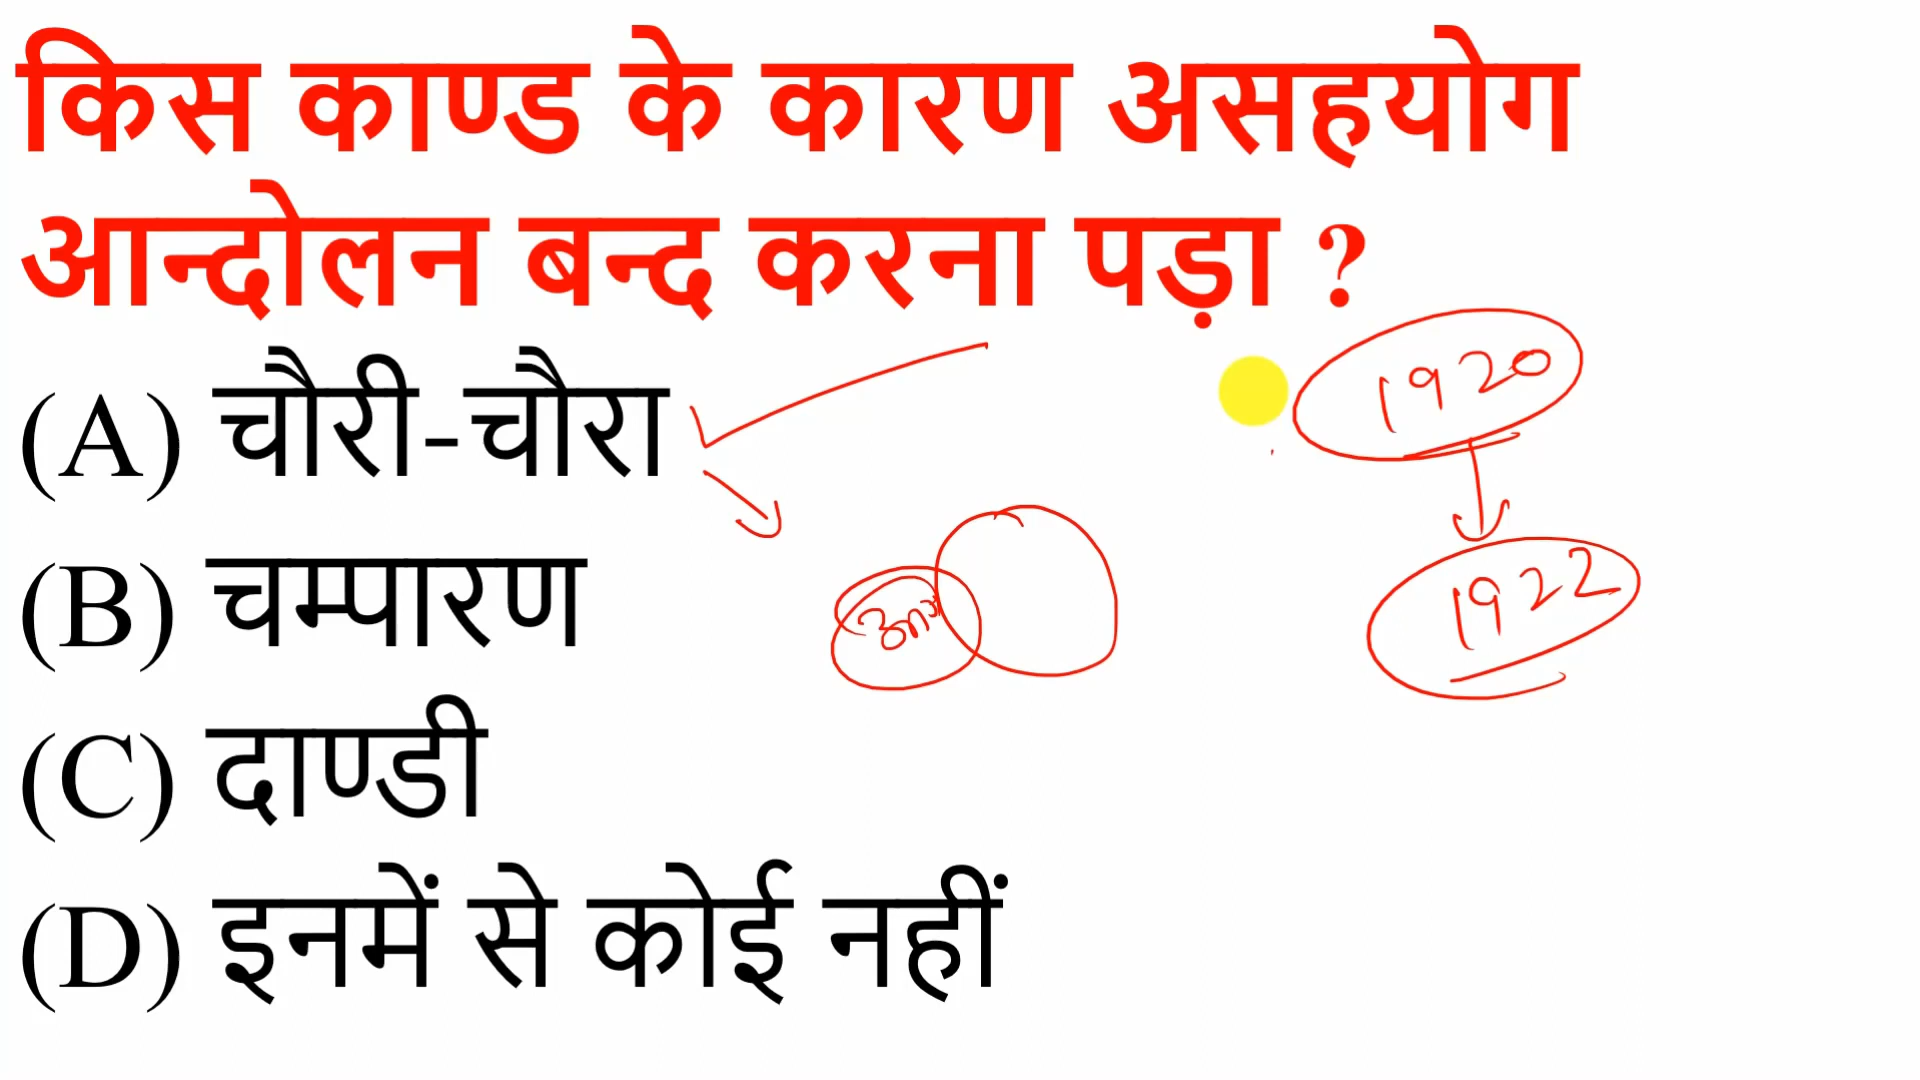 किस काण्ड के कारण असहयोग
आन्दोलन बन्द करना पड़ा ?
(A) चौरी-चौरा
1920
(B) चम्पारण
1922
(C) दाण्डी
(D) इनमें से कोई नहीं